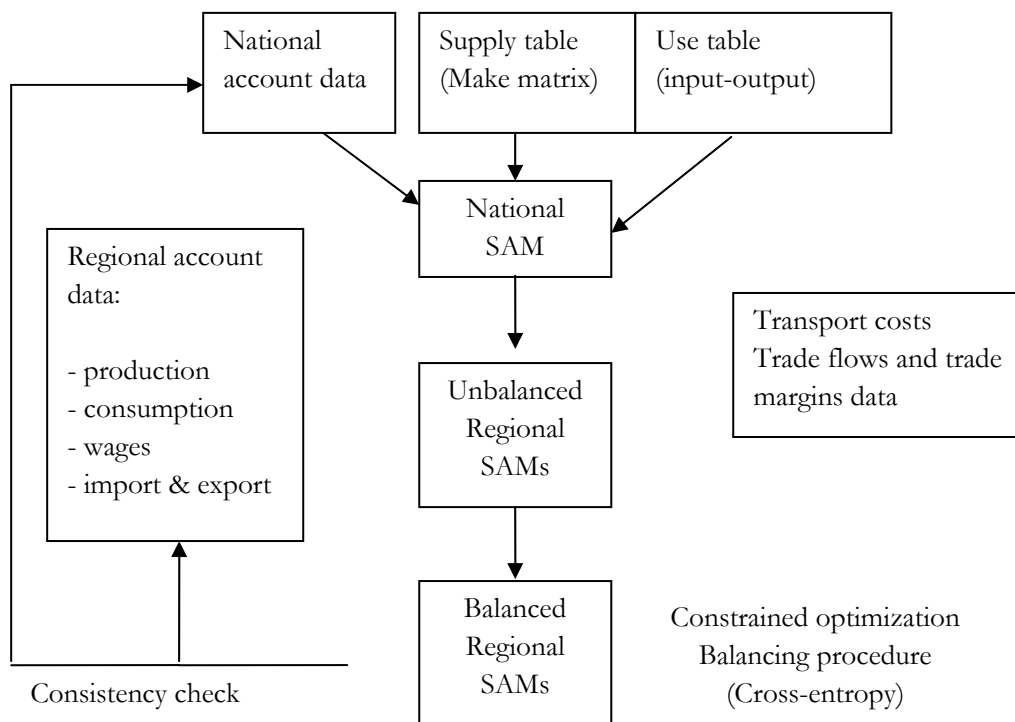 National
account data
Supply table
(Make matrix)
Use table
(input-output)
National
SAM
Regional account
data:
- production
- consumption
- wages
- import & export
Transport costs
Trade flows and trade
margins data
Unbalanced
Regional
SAMs
Balanced
Regional
SAMs
Constrained optimization
Balancing procedure
(Cross-entropy)
Consistency check